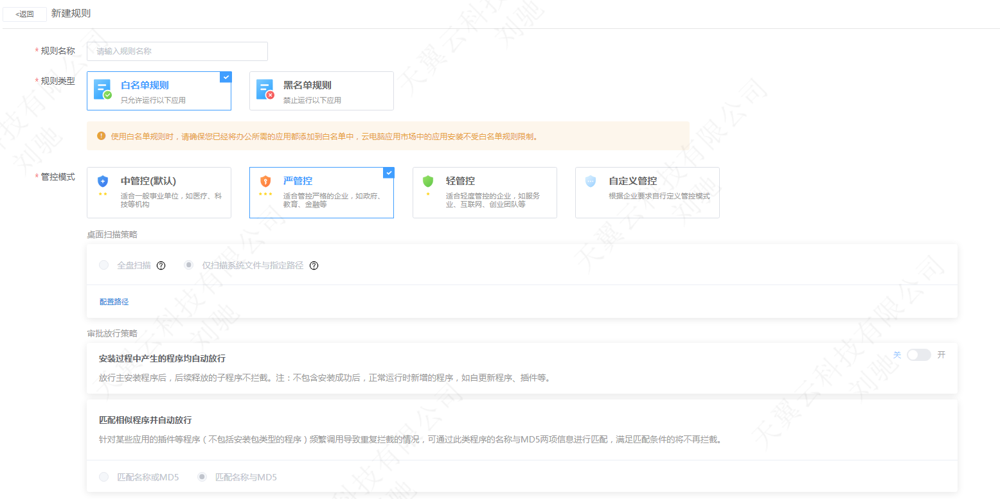 <返回 新建规则
* 规则名称 请输入规则名称
* 规则类型 白名单规则 黑名单规则
只允许运行以下应用 禁止运行以下应用
使用白名单规则时，请确保您已经将办公所需的应用都添加到白名单中，云电脑应用市场中的应用安装不受白名单规则限制。
* 管控模式 中管控(默认) 严管控 轻管控 自定义管控
适合一般事业单位，如医疗、科 适合管控严格的企业，如政府、 适合轻度管控的企业，如服务 根据企业要求自行定义管控模式
技等机构 教育、金融等 业、互联网、创业团队等
桌面扫描策略
全盘扫描 ? 仅扫描系统文件与指定路径 ?
配置路径
审批放行策略
安装过程中产生的程序均自动放行 关 开
放行主安装程序后，后续释放的子程序不拦截。注：不包含安装成功后，正常运行时新增的程序，如自更新程序、插件等。
匹配相似程序并自动放行
针对某些应用的插件等程序（不包括安装包类型的程序）频繁调用导致重复拦截的情况，可通过此类程序的名称与MD5两项信息进行匹配，满足匹配条件的将不再拦截。
匹配名称或MD5 匹配名称与MD5
天翼云科技有限公司
刘驰